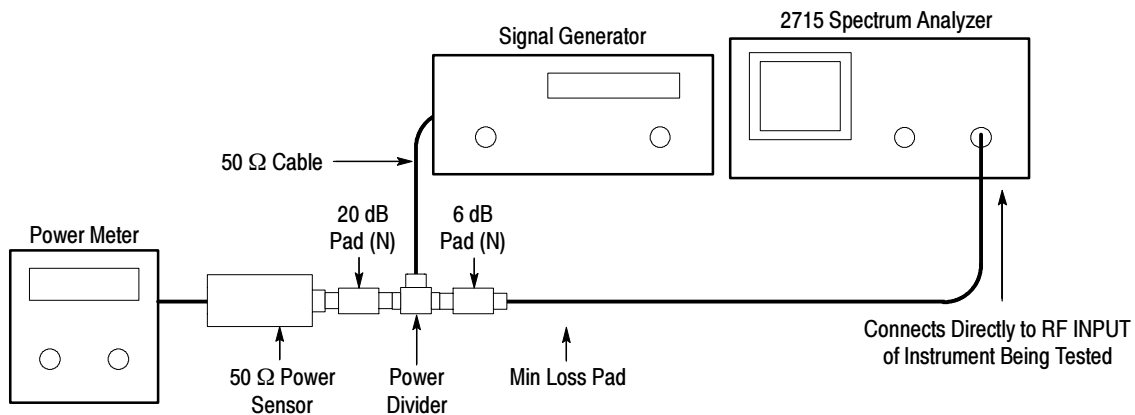 2715 Spectrum Analyzer
Signal Generator
50 Ω Cable
20 dB
Pad (N)
6 dB
Pad (N)
Power Meter
50 Ω Power
Sensor
Power
Divider
Min Loss Pad
Connects Directly to RF INPUT
of Instrument Being Tested